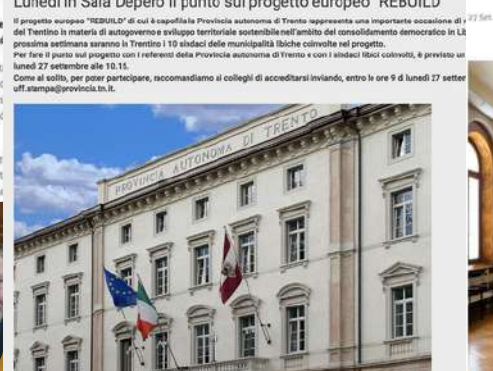 Lunedì in Sala Depero il punto sul progetto europeo "REBUILD"
Il progetto europeo "REBUILD" di cui è capofila la Provincia autonoma di Trento rappresenta una importante occasione di
del Trentino in materia di autogoverno e sviluppo territoriale sostenibile nell'ambito del consolidamento democratico in Lib
prossima settimana saranno in Trentino i 10 sindaci delle municipalità libiche coinvolte nel progetto.
Per fare il punto sul progetto con i referenti della Provincia autonoma di Trento e con i sindaci libici coinvolti, è previsto un
lunedì 27 settembre alle 10.15.
Come al solito, per poter partecipare, raccomandiamo ai colleghi di accreditarsi inviando, entro le ore 9 di lunedì 27 setter
uff.stampa@provincia.tn.it.
27 Set
PROVINCIA AUTONOMA DI TRENTO